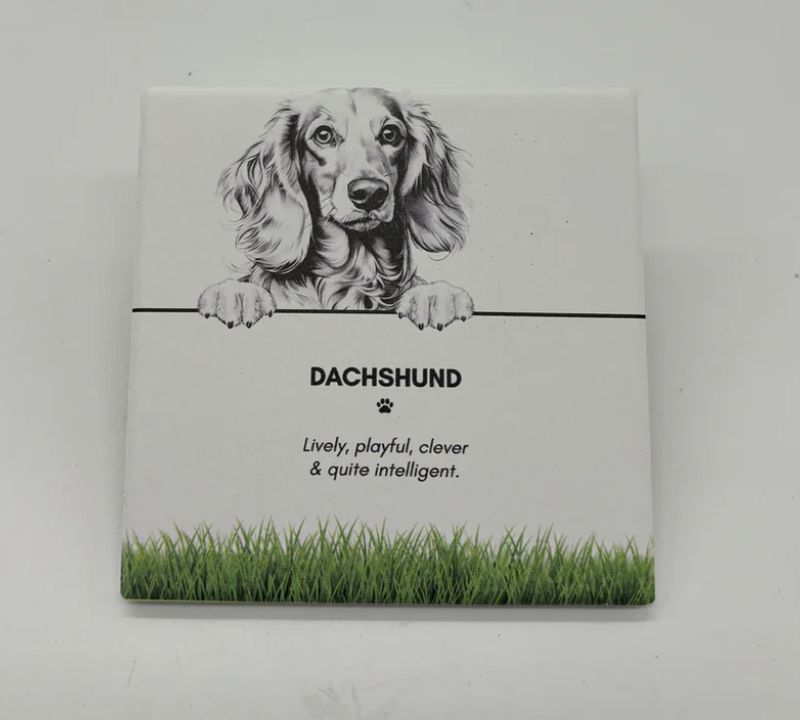 DACHSHUND
Lively, playful, clever
& quite intelligent.